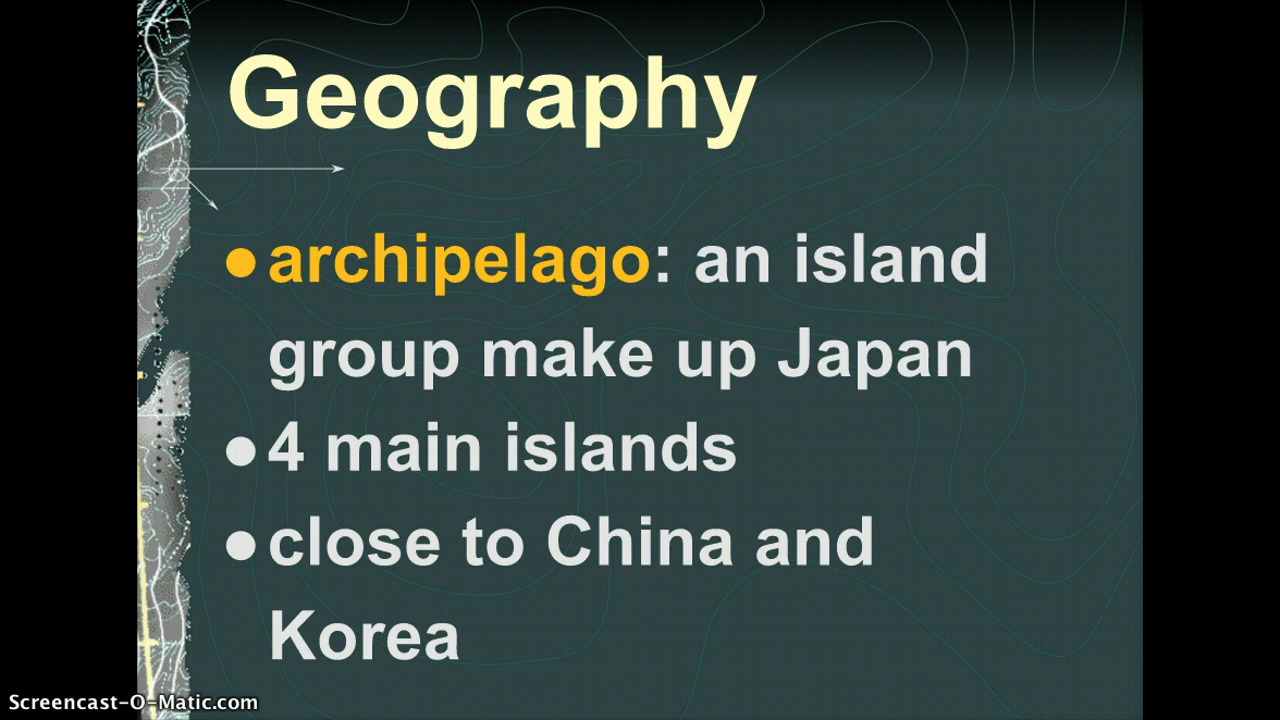 Geography
●archipelago: an island
group make up Japan
●4 main islands
●close to China and
Korea
Screencast-O-Matic.com